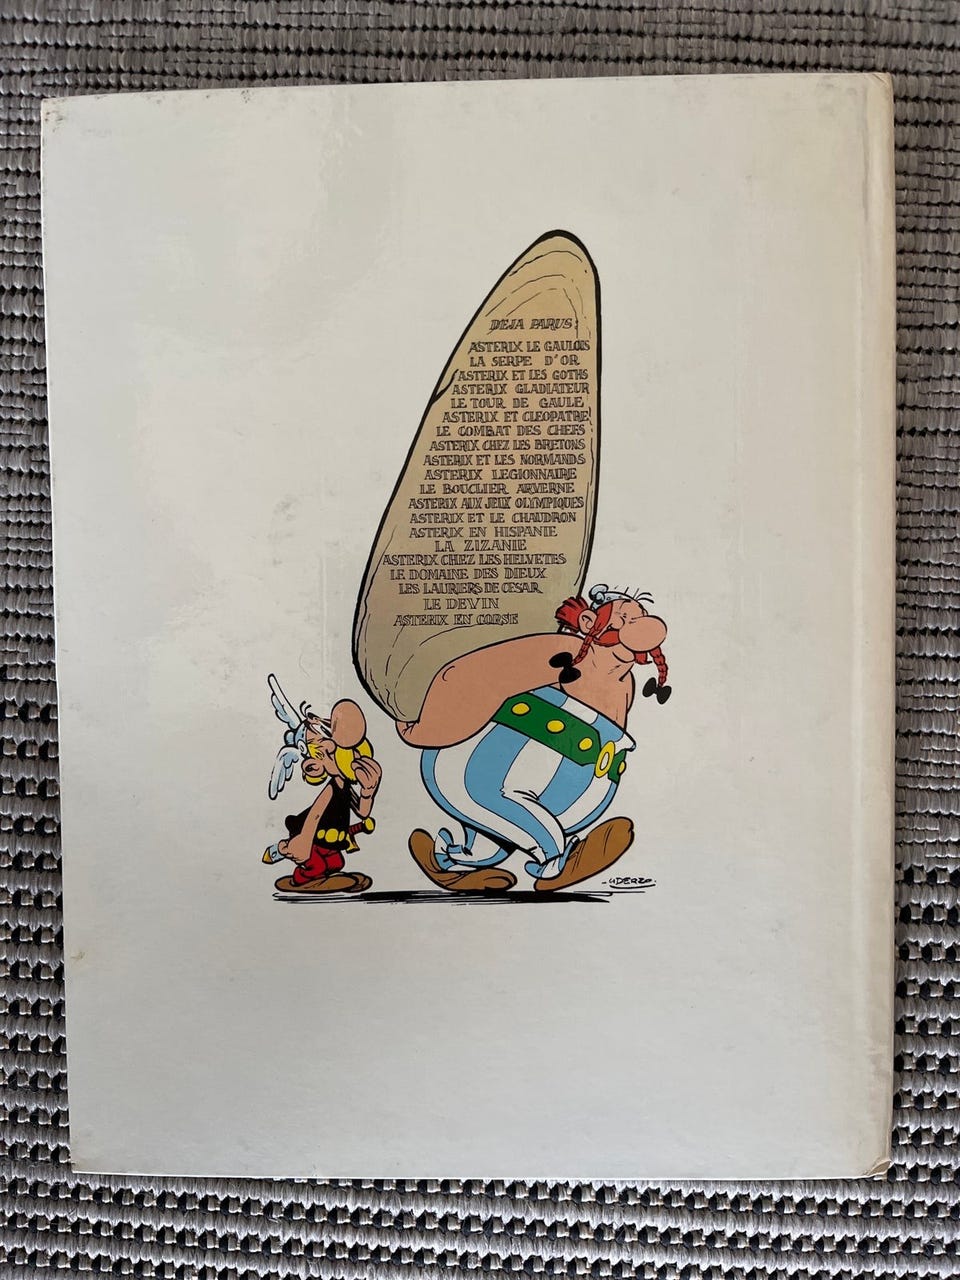 DEJA PARUS:
ASTERIX LE GAULOIS
LA SERPE D'OR
ASTERIX ET LES GOTHS
ASTERIX GLADIATEUR
LE TOUR DE GAULE
ASTERIX ET CLEOPATRE
LE COMBAT DES CHEFS
ASTERIX CHEZ LES BRETONS
ASTERIX ET LES NORMANDS
ASTERIX LEGIONNAIRE
LE BOUCLIER ARVERNE
ASTERIX AUX JEUX OLYMPIQUES
ASTERIX ET LE CHAUDRON
ASTERIX EN HISPANIE
LA ZIZANIE
ASTERIX CHEZ LES HELVETES
LE DOMAINE DES DIEUX
LES LAURIERS DE CESAR
LE DEVIN
ASTERIX EN CORSE
-UDERZO.